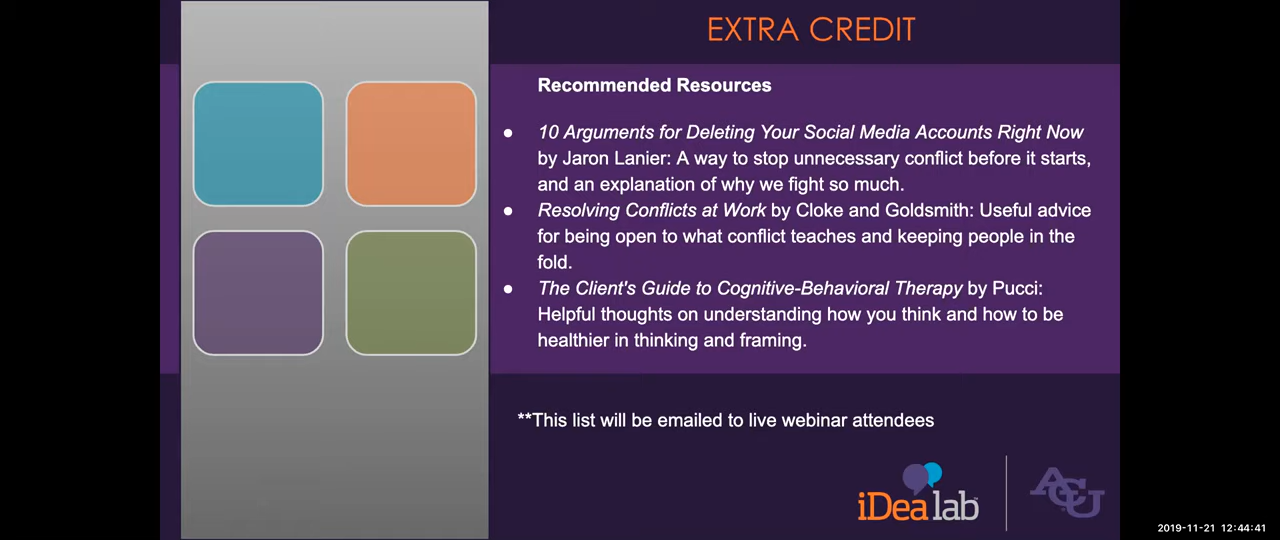 EXTRA CREDIT
Recommended Resources
● 10 Arguments for Deleting Your Social Media Accounts Right Now
by Jaron Lanier: A way to stop unnecessary conflict before it starts,
and an explanation of why we fight so much.
● Resolving Conflicts at Work by Cloke and Goldsmith: Useful advice
for being open to what conflict teaches and keeping people in the
fold.
● The Client's Guide to Cognitive-Behavioral Therapy by Pucci:
Helpful thoughts on understanding how you think and how to be
healthier in thinking and framing.
**This list will be emailed to live webinar attendees
iDea lab™
ACU
2019-11-21 12:44:41